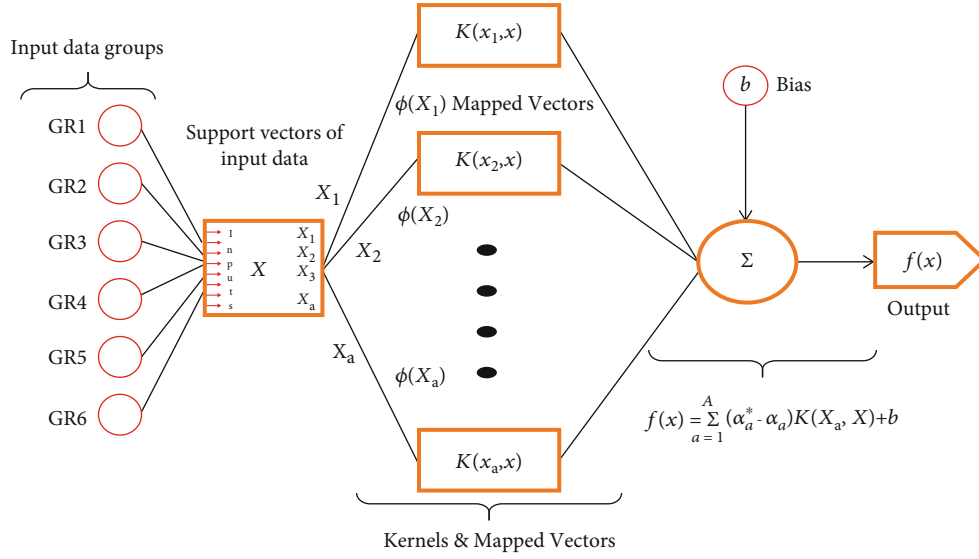 Input data groups
GR1
GR2
GR3
GR4
GR5
GR6
Support vectors of
input data
I
n
p
u
t
s
X
X₁
X₂
X₃
Xₐ
X₁
X₂
Xₐ
K(x₁,x)
ϕ(X₁) Mapped Vectors
K(x₂,x)
ϕ(X₂)
ϕ(Xₐ)
K(xₐ,x)
Kernels & Mapped Vectors
b
Bias
Σ
f(x)
Output
A
f(x) = Σ (αₐ* - αₐ)K(Xₐ, X)+b
a = 1